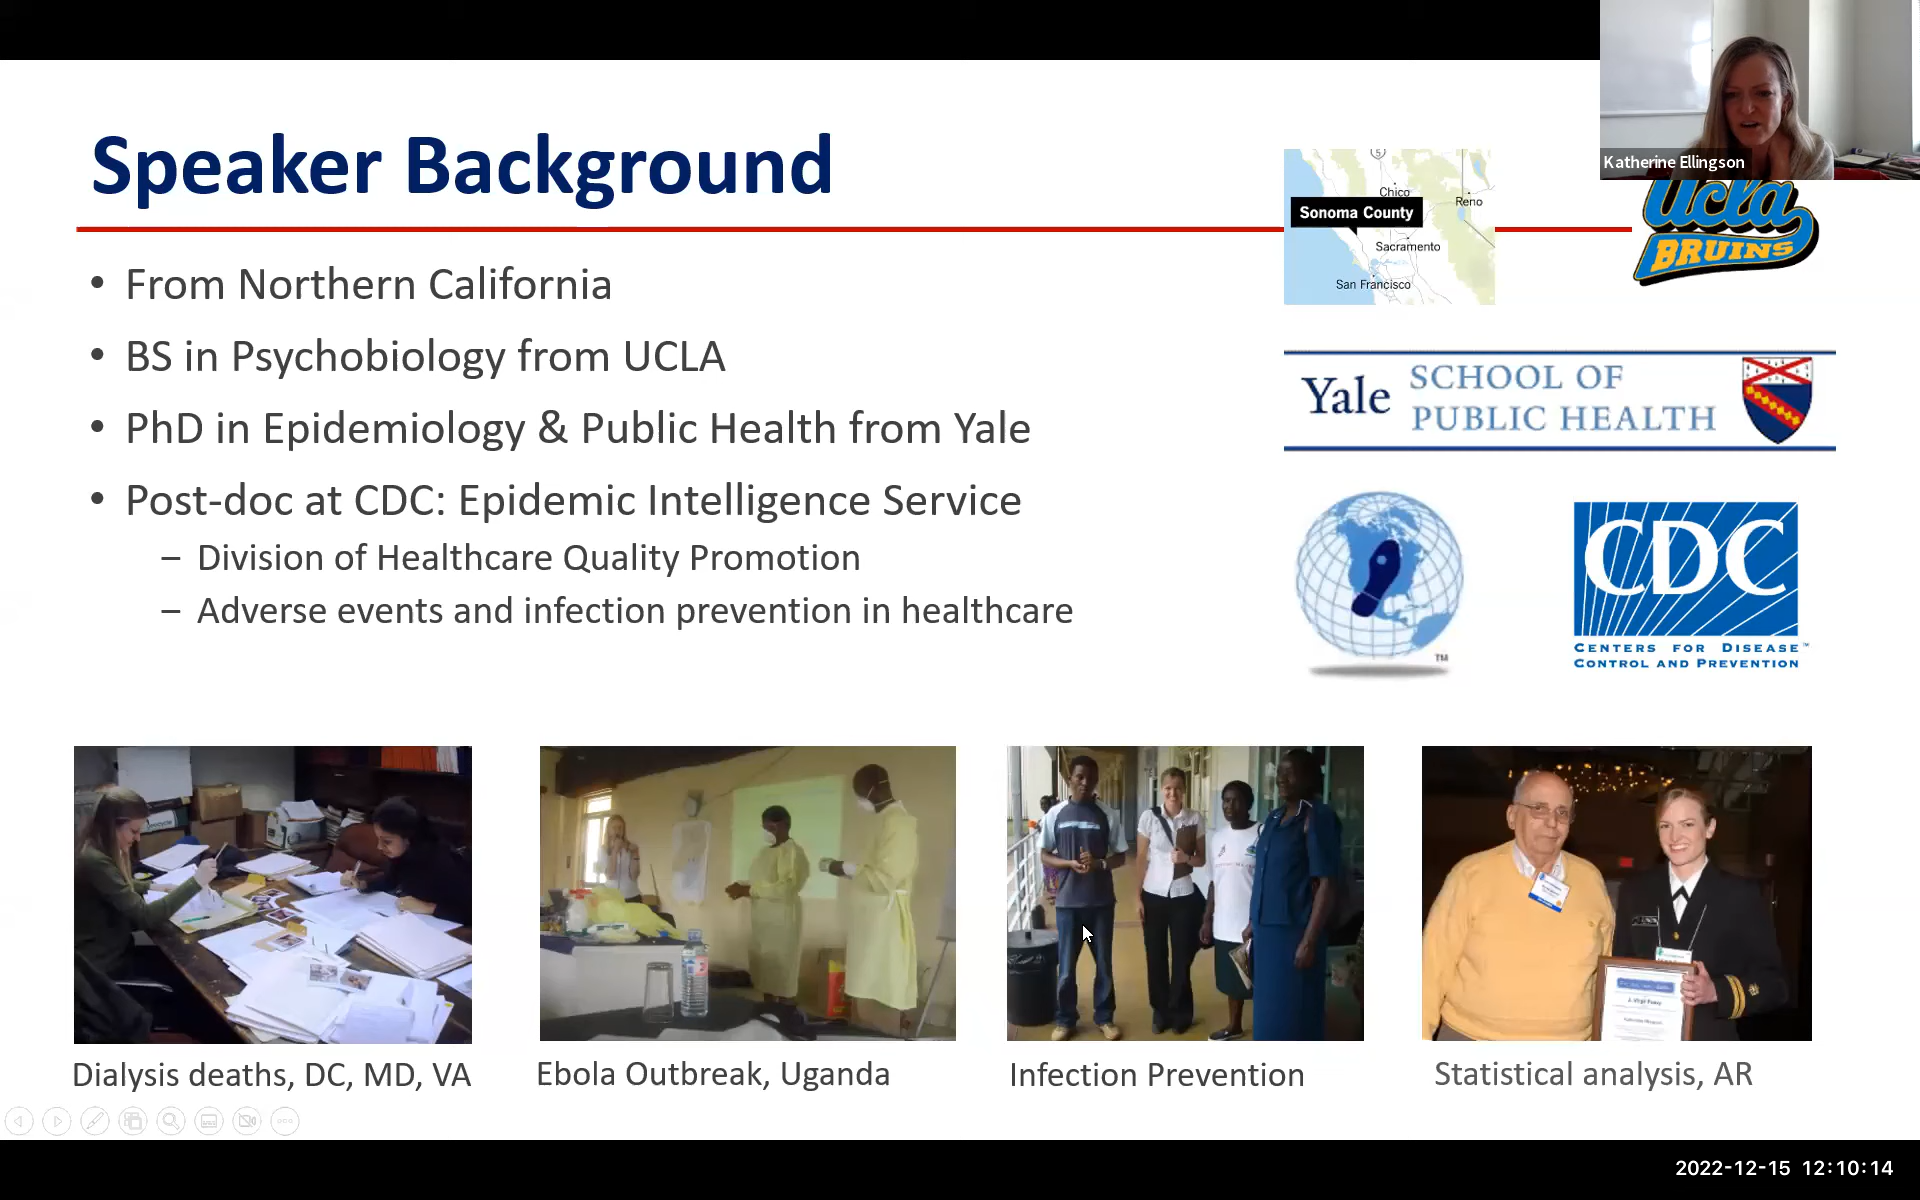 Katherine Ellingson
Speaker Background
• From Northern California
• BS in Psychobiology from UCLA
• PhD in Epidemiology & Public Health from Yale
• Post-doc at CDC: Epidemic Intelligence Service
– Division of Healthcare Quality Promotion
– Adverse events and infection prevention in healthcare
5
Chico
Reno
Sonoma County
Sacramento
San Francisco
Ucla
BRUINS
Yale SCHOOL OF
PUBLIC HEALTH
TM
CDC
CENTERS FOR DISEASE™
CONTROL AND PREVENTION
Dialysis deaths, DC, MD, VA
Ebola Outbreak, Uganda
Infection Prevention
Statistical analysis, AR
2022-12-15 12:10:14